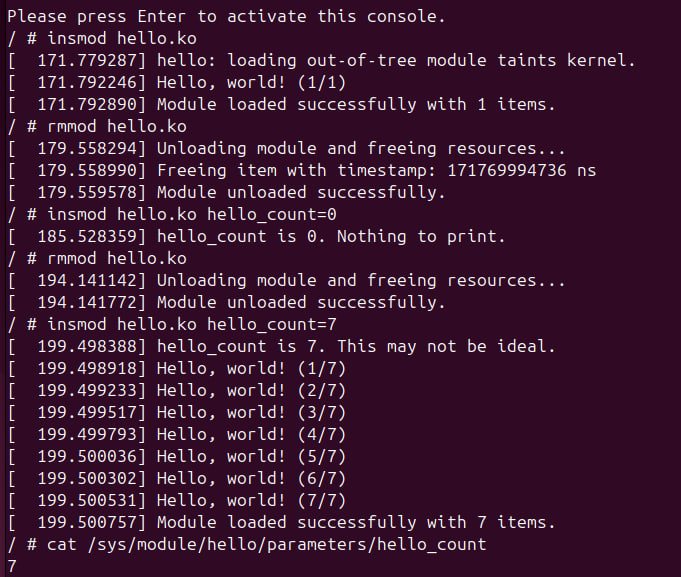 Please press Enter to activate this console.
/ # insmod hello.ko
[  171.779287] hello: loading out-of-tree module taints kernel.
[  171.792246] Hello, world! (1/1)
[  171.792890] Module loaded successfully with 1 items.
/ # rmmod hello.ko
[  179.558294] Unloading module and freeing resources...
[  179.558990] Freeing item with timestamp: 171769994736 ns
[  179.559578] Module unloaded successfully.
/ # insmod hello.ko hello_count=0
[  185.528359] hello_count is 0. Nothing to print.
/ # rmmod hello.ko
[  194.141142] Unloading module and freeing resources...
[  194.141772] Module unloaded successfully.
/ # insmod hello.ko hello_count=7
[  199.498388] hello_count is 7. This may not be ideal.
[  199.498918] Hello, world! (1/7)
[  199.499233] Hello, world! (2/7)
[  199.499517] Hello, world! (3/7)
[  199.499793] Hello, world! (4/7)
[  199.500036] Hello, world! (5/7)
[  199.500302] Hello, world! (6/7)
[  199.500531] Hello, world! (7/7)
[  199.500757] Module loaded successfully with 7 items.
/ # cat /sys/module/hello/parameters/hello_count
7